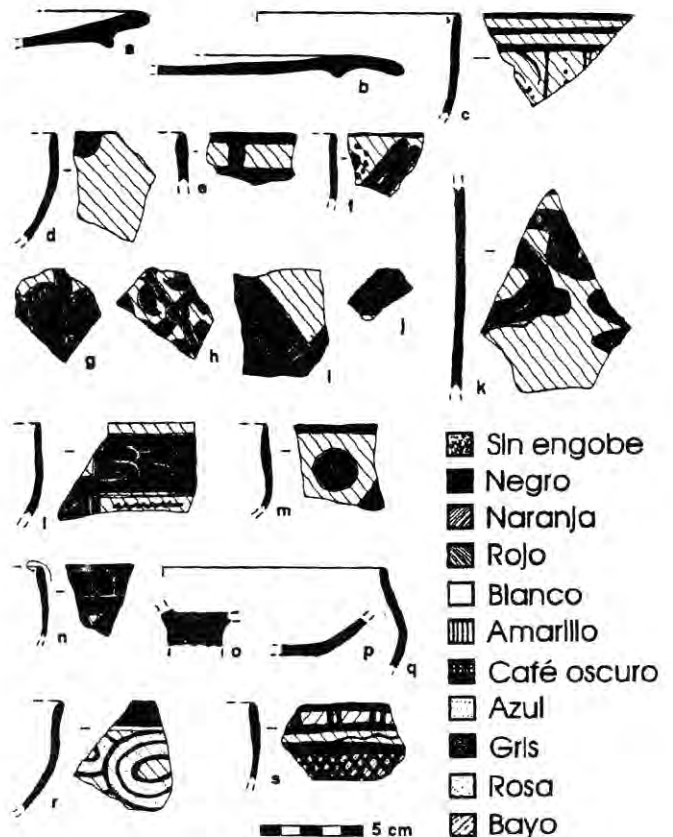 a
b
c
d
e
f
g
h
i
j
k
l
m
n
o
p
q
r
s
Sin engobe
Negro
Naranja
Rojo
Blanco
Amarillo
Café oscuro
Azul
Gris
Rosa
Bayo
5 cm